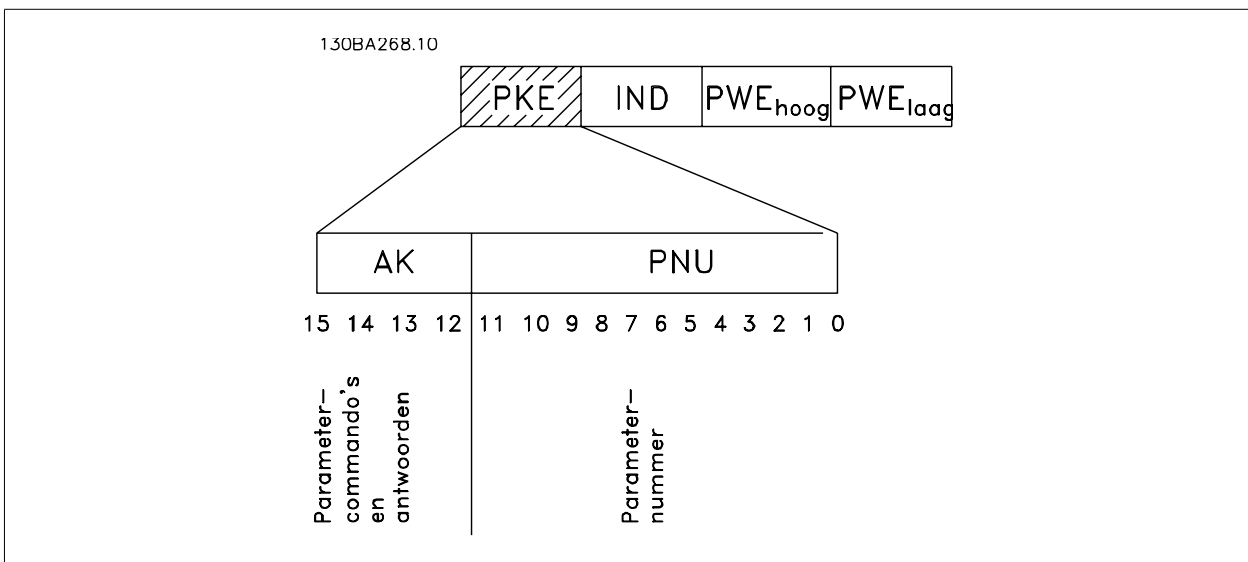 130BA268.10
PKE IND PWEhoog PWElaag
AK PNU
15 14 13 12 11 10 9 8 7 6 5 4 3 2 1 0
Parameter-
commando's
en
antwoorden
Parameter-
nummer